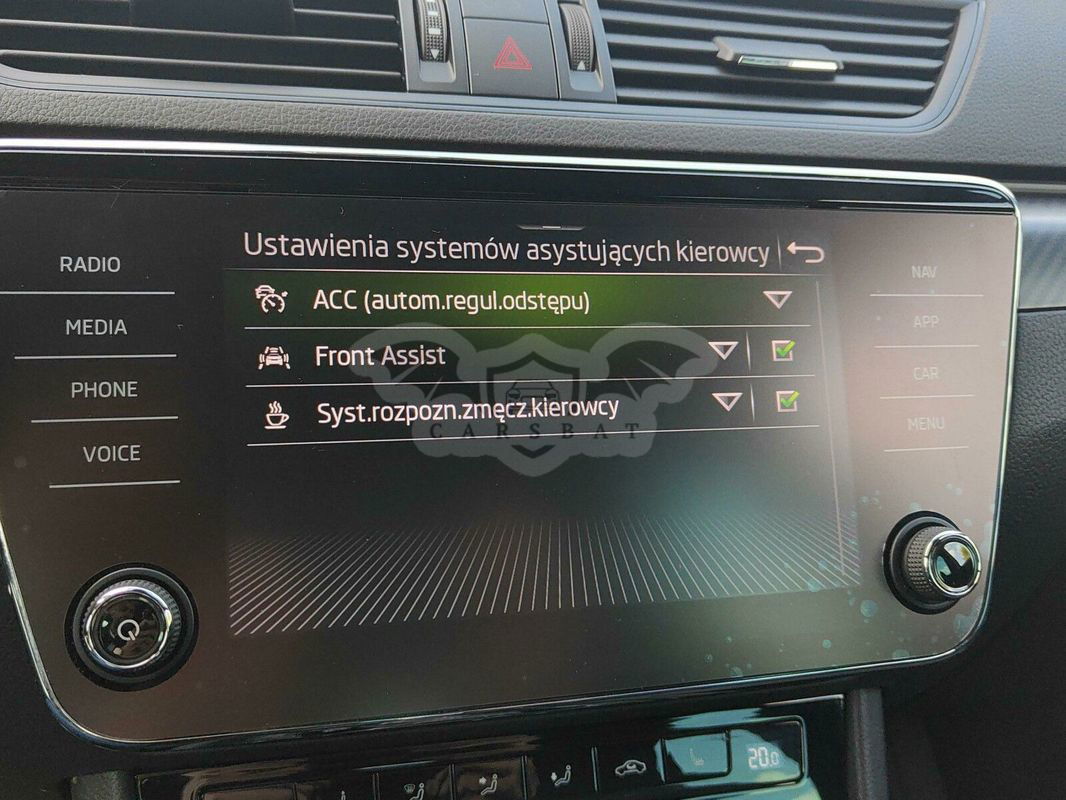 RADIO
MEDIA
PHONE
VOICE
Ustawienia systemów asystujących kierowcy
ACC (autom.regul.odstępu)
Front Assist
Syst.rozpozn.zmęcz.kierowcy
CARSBAT
NAV
APP
CAR
MENU
20.0